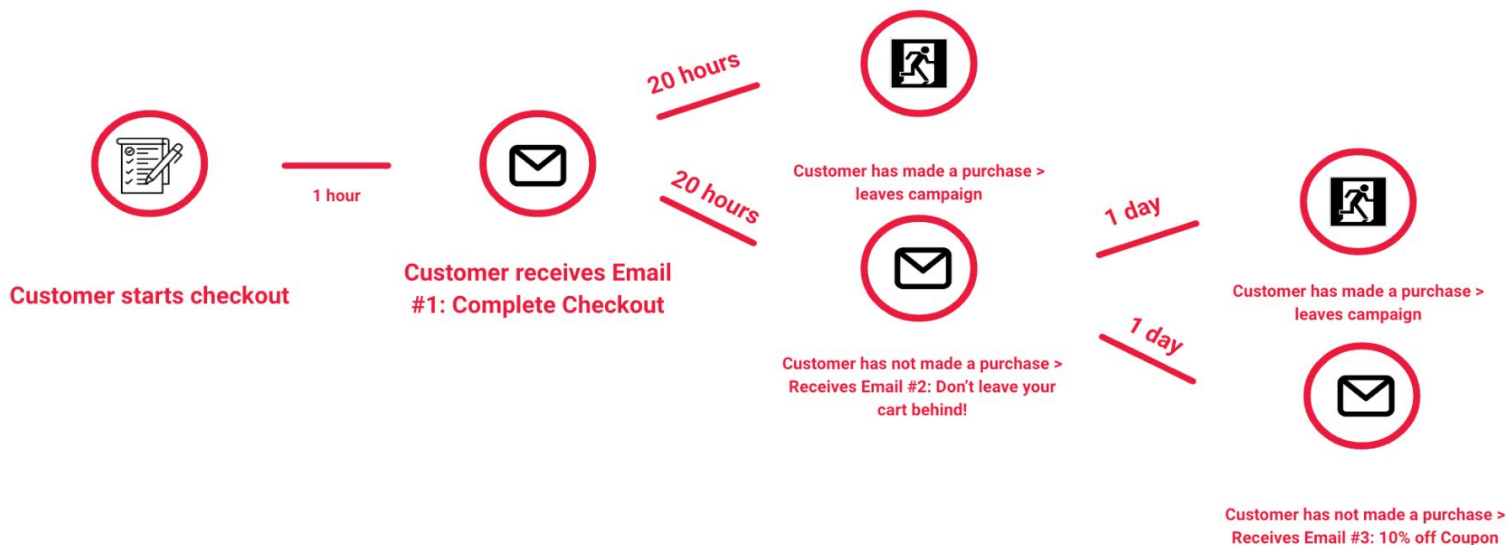 Customer starts checkout
1 hour
Customer receives Email
#1: Complete Checkout
20 hours
Customer has made a purchase >
leaves campaign
20 hours
Customer has not made a purchase >
Receives Email #2: Don’t leave your
cart behind!
1 day
Customer has made a purchase >
leaves campaign
1 day
Customer has not made a purchase >
Receives Email #3: 10% off Coupon